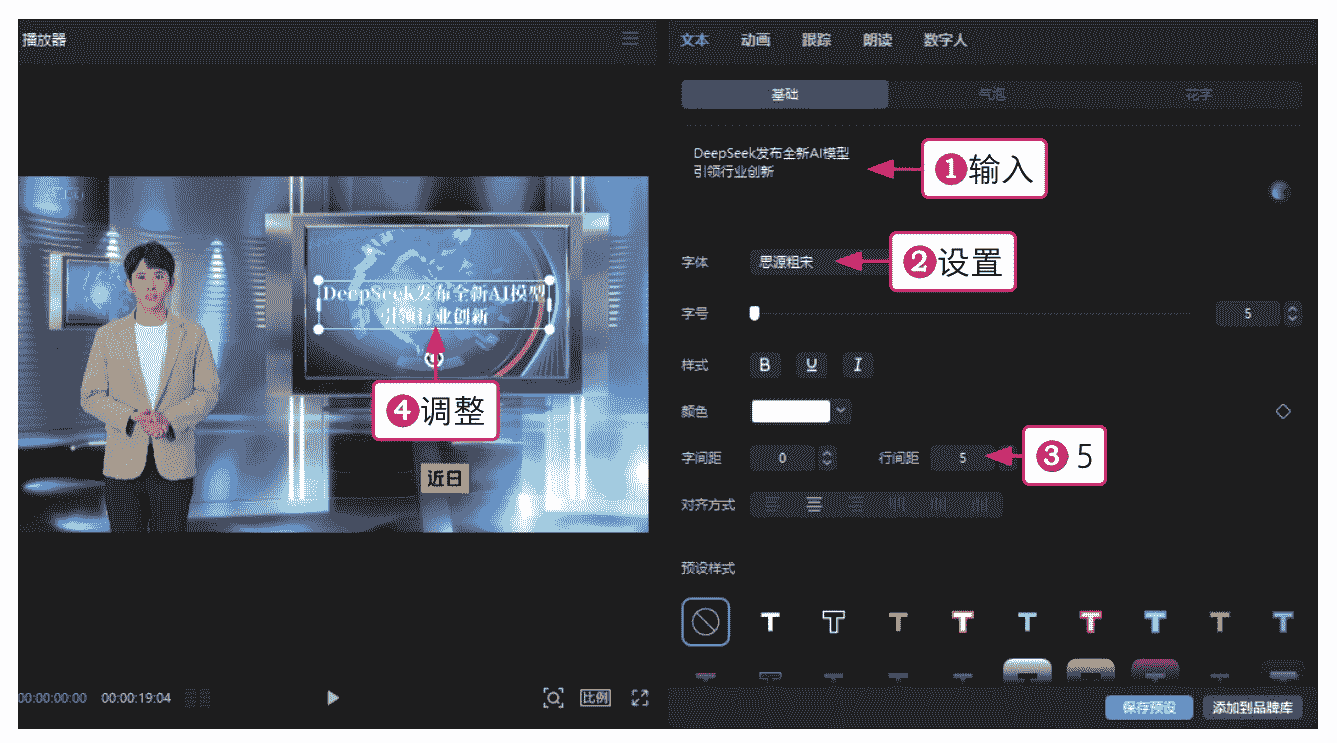 播放器
文本 动画 跟踪 朗读 数字人
基础 气泡 花字
DeepSeek发布全新AI模型
引领行业创新
❶输入
字体 思源粗宋
❷设置
字号 5
样式 B U I
颜色
字间距 0 行间距 5
❸ 5
对齐方式
预设样式
T T T T T T T T T
DeepSeek发布全新AI模型
引领行业创新
❹调整
近日
00:00:00:00 00:00:19:04
比例
保存预设 添加到品牌库